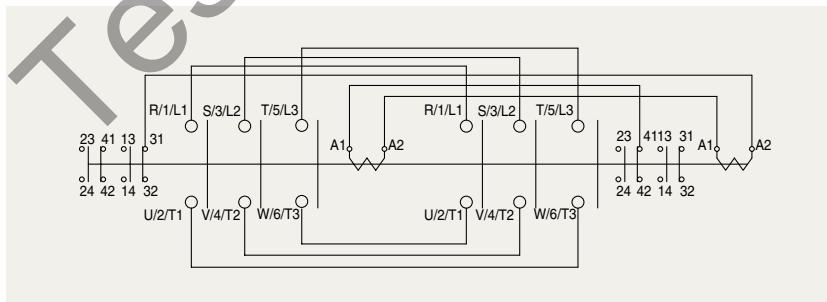 Tes
R/1/L1 S/3/L2 T/5/L3 R/1/L1 S/3/L2 T/5/L3
23 41 13 31 A1 A2 23 4113 31 A1 A2
24 42 14 32 24 42 14 32
U/2/T1 V/4/T2 W/6/T3 U/2/T1 V/4/T2 W/6/T3